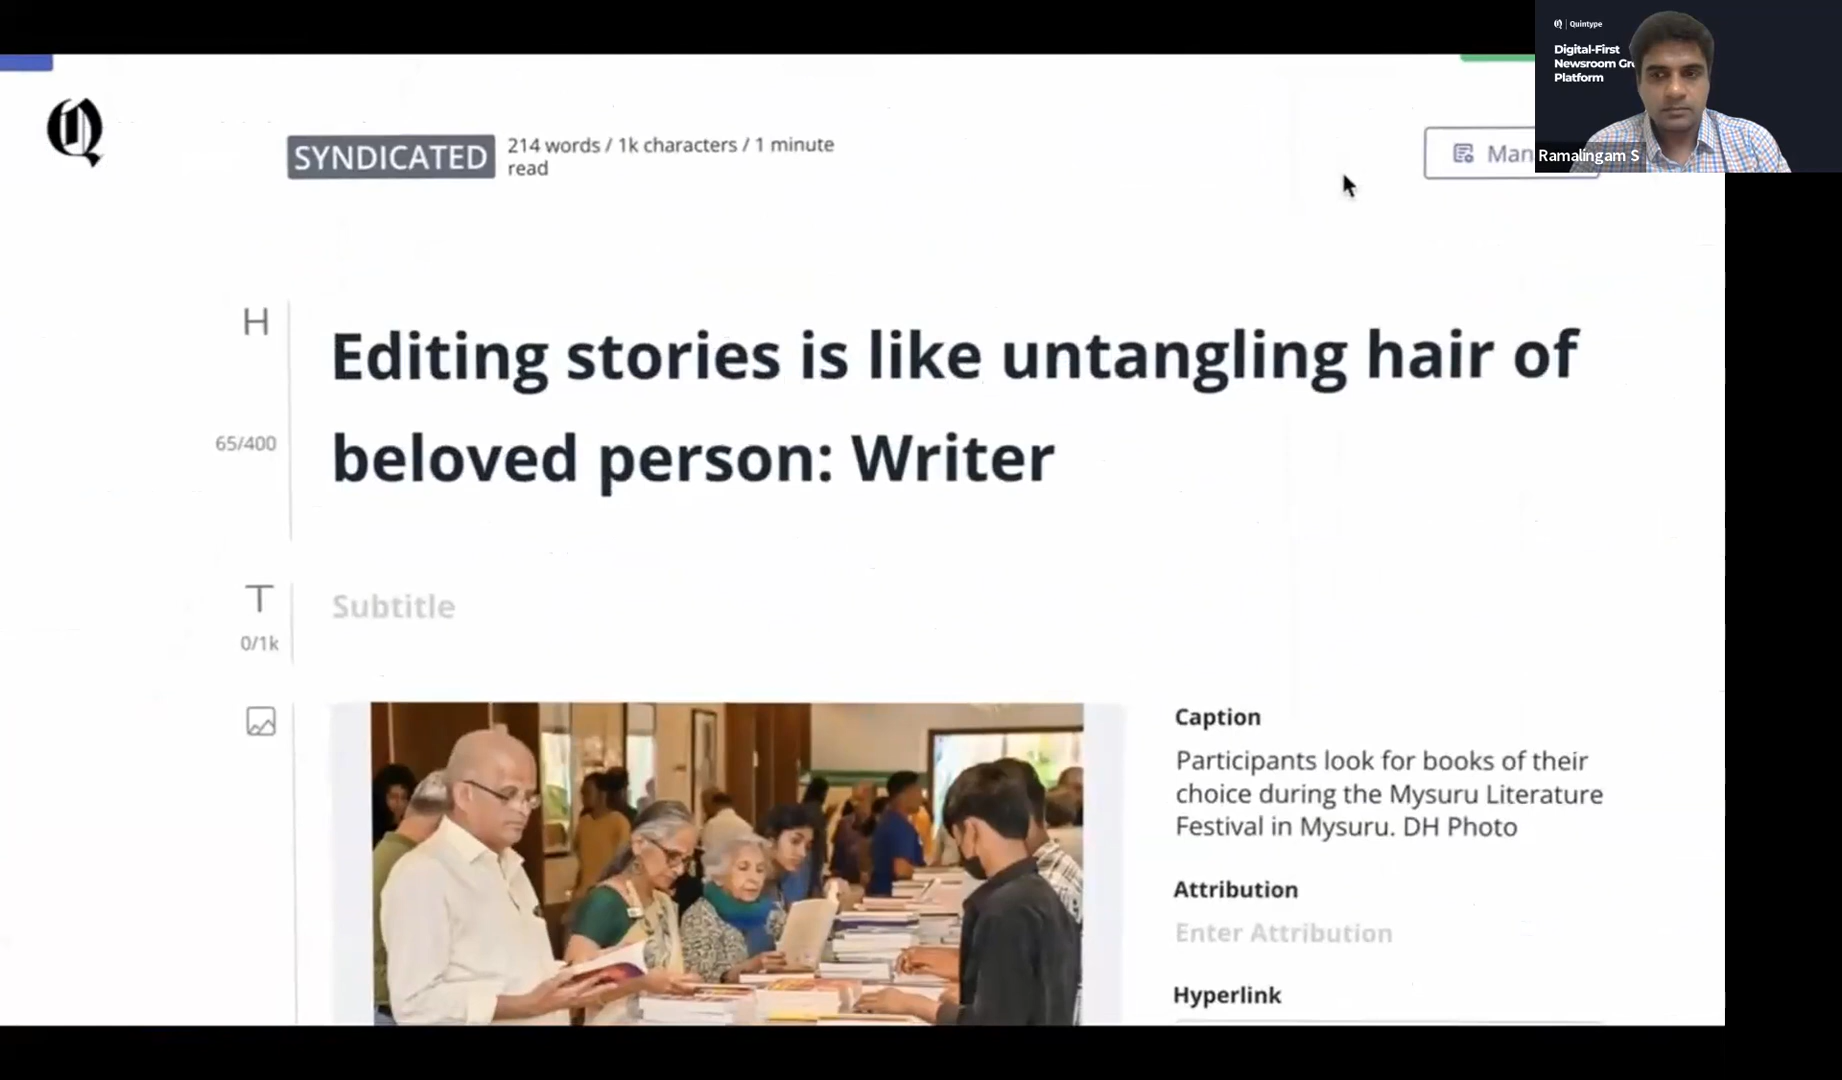 Quintype
Digital-First
Newsroom Gr
Platform
Ramalingam S
SYNDICATED
214 words / 1k characters / 1 minute
read
Man
H
Editing stories is like untangling hair of
beloved person: Writer
65/400
T
Subtitle
0/1k
Caption
Participants look for books of their
choice during the Mysuru Literature
Festival in Mysuru. DH Photo
Attribution
Enter Attribution
Hyperlink